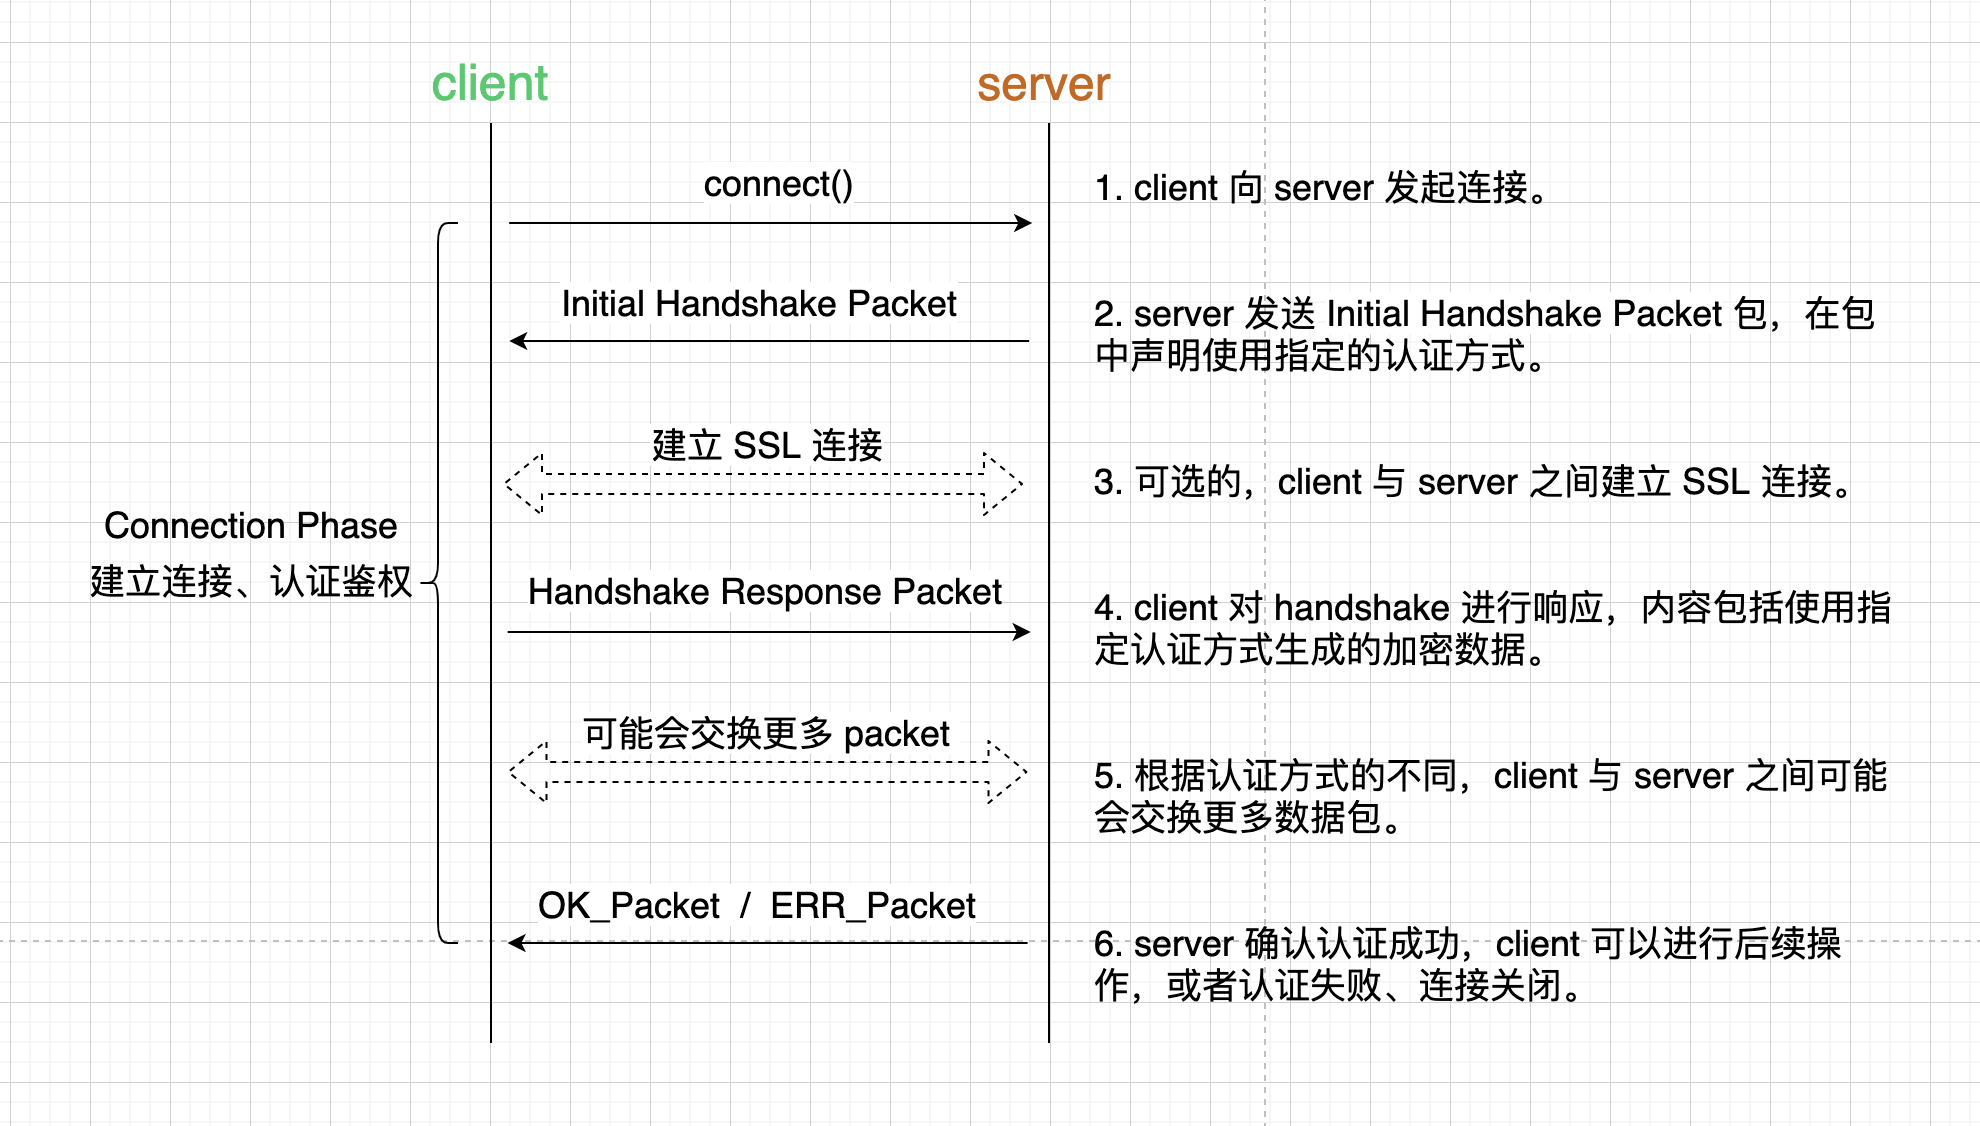 client
server
connect()
1. client 向 server 发起连接。
Initial Handshake Packet
2. server 发送 Initial Handshake Packet 包，在包
中声明使用指定的认证方式。
建立 SSL 连接
3. 可选的，client 与 server 之间建立 SSL 连接。
Connection Phase
建立连接、认证鉴权
Handshake Response Packet
4. client 对 handshake 进行响应，内容包括使用指
定认证方式生成的加密数据。
可能会交换更多 packet
5. 根据认证方式的不同，client 与 server 之间可能
会交换更多数据包。
OK_Packet / ERR_Packet
6. server 确认认证成功，client 可以进行后续操
作，或者认证失败、连接关闭。